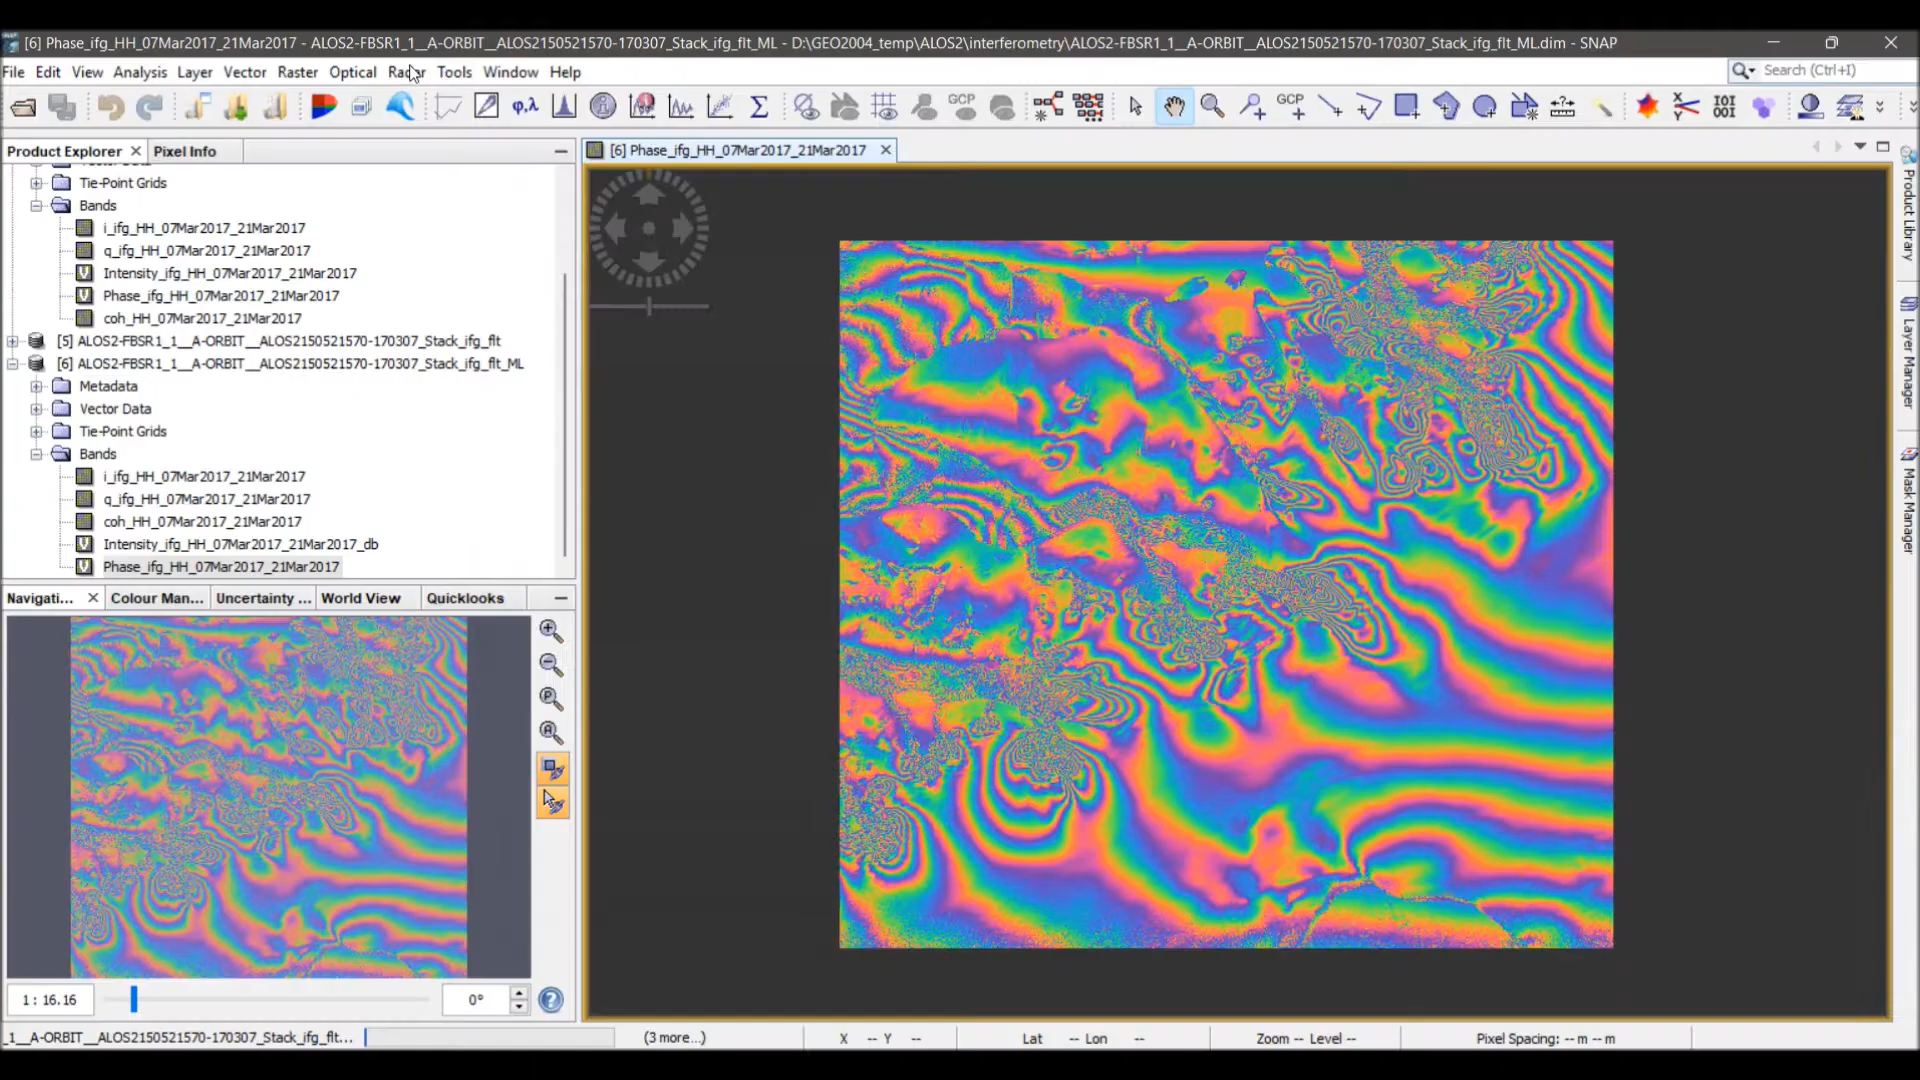 [6] Phase_ifg_HH_07Mar2017_21Mar2017 - ALOS2-FBSR1_1__A-ORBIT__ALOS2150521570-170307_Stack_ifg_flt_ML - D:\GEO2004_temp\ALOS2\interferometry\ALOS2-FBSR1_1__A-ORBIT__ALOS2150521570-170307_Stack_ifg_flt_ML.dim - SNAP
File Edit View Analysis Layer Vector Raster Optical Radar Tools Window Help
Search (Ctrl+I)
φ,λ
Σ
GCP
GCP
Product Explorer
Pixel Info
[6] Phase_ifg_HH_07Mar2017_21Mar2017
Tie-Point Grids
Bands
i_ifg_HH_07Mar2017_21Mar2017
q_ifg_HH_07Mar2017_21Mar2017
Intensity_ifg_HH_07Mar2017_21Mar2017
Phase_ifg_HH_07Mar2017_21Mar2017
coh_HH_07Mar2017_21Mar2017
[5] ALOS2-FBSR1_1__A-ORBIT__ALOS2150521570-170307_Stack_ifg_flt
[6] ALOS2-FBSR1_1__A-ORBIT__ALOS2150521570-170307_Stack_ifg_flt_ML
Metadata
Vector Data
Tie-Point Grids
Bands
i_ifg_HH_07Mar2017_21Mar2017
q_ifg_HH_07Mar2017_21Mar2017
coh_HH_07Mar2017_21Mar2017
Intensity_ifg_HH_07Mar2017_21Mar2017_db
Phase_ifg_HH_07Mar2017_21Mar2017
Navigati...
Colour Man...
Uncertainty ...
World View
Quicklooks
1 : 16.16
0°
_1__A-ORBIT__ALOS2150521570-170307_Stack_ifg_flt...
(3 more...)
X -- Y --
Lat -- Lon --
Zoom -- Level --
Pixel Spacing: -- m -- m
Product Library
Layer Manager
Mask Manager